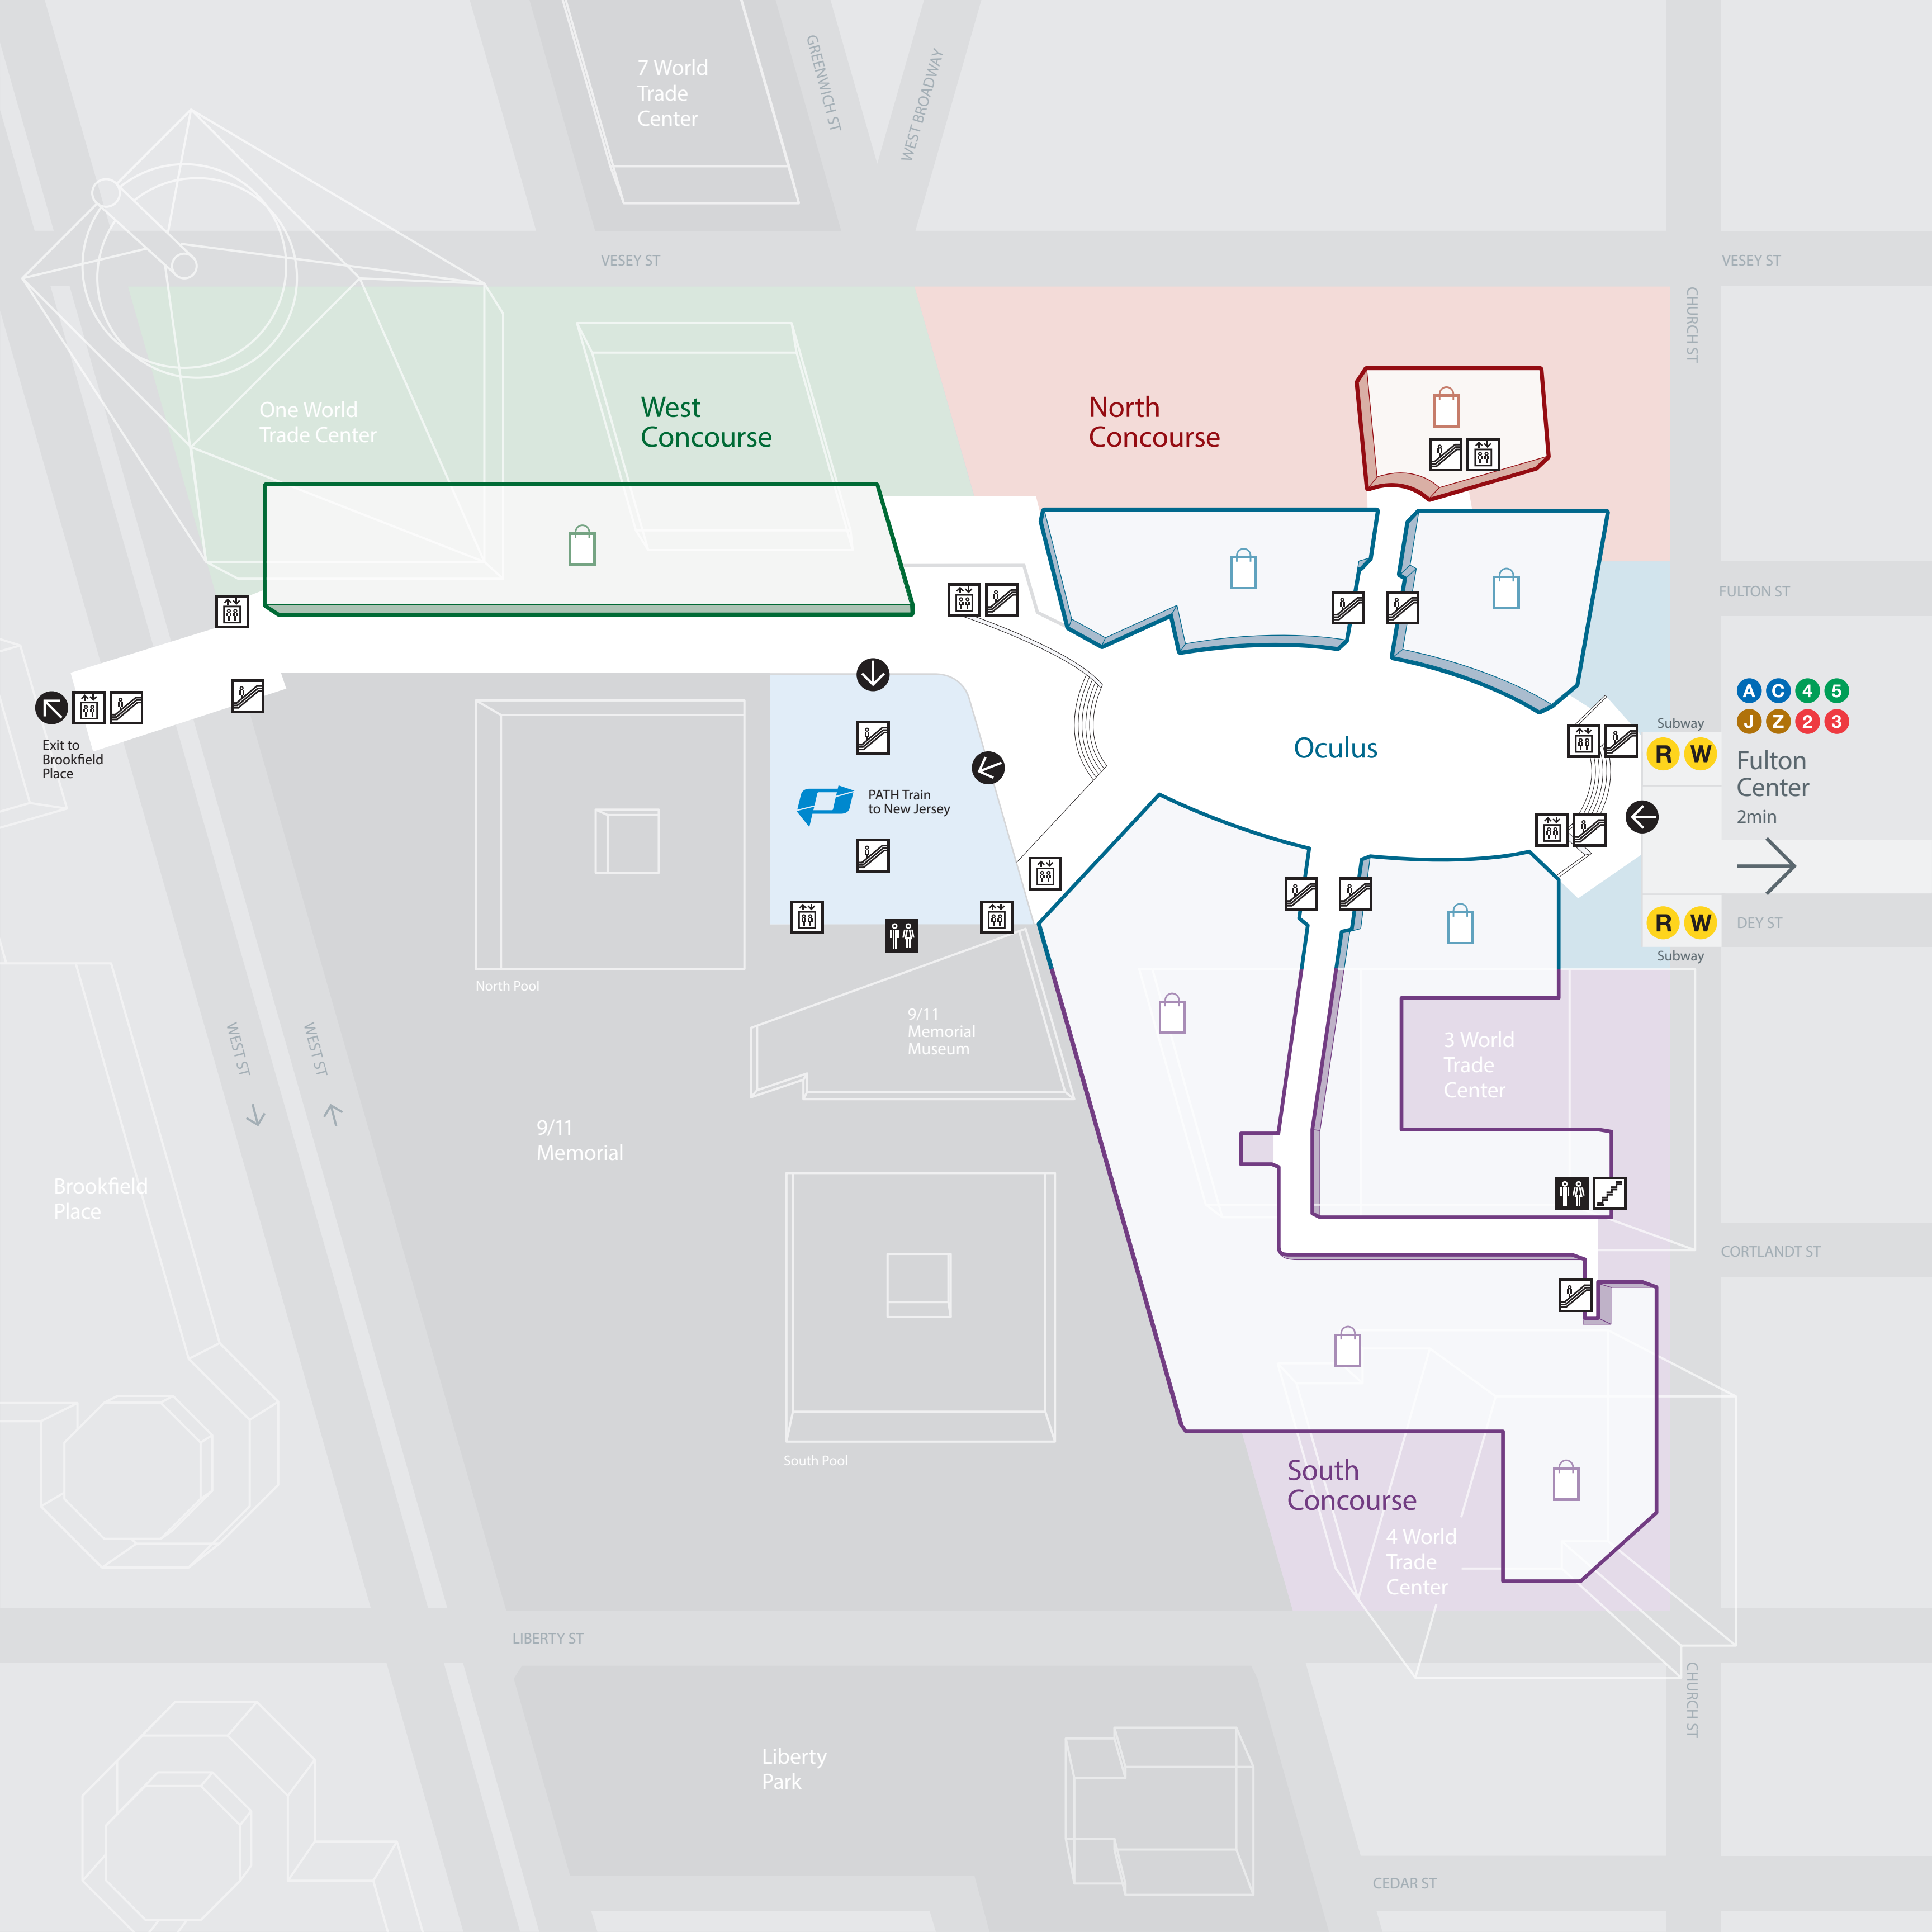 7 World
Trade
Center
GREENWICH ST
WEST BROADWAY
VESEY ST
VESEY ST
CHURCH ST
One World
Trade Center
West
Concourse
North
Concourse
FULTON ST
A C 4 5
J Z 2 3
Subway
R W
Fulton
Center
2min
Exit to
Brookfield
Place
Oculus
PATH Train
to New Jersey
R W
Subway
DEY ST
North Pool
9/11
Memorial
Museum
WEST ST
WEST ST
3 World
Trade
Center
9/11
Memorial
Brookfield
Place
CORTLANDT ST
South Pool
South
Concourse
4 World
Trade
Center
LIBERTY ST
CHURCH ST
Liberty
Park
CEDAR ST